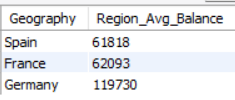 Geography Region_Avg_Balance
Spain 61818
France 62093
Germany 119730